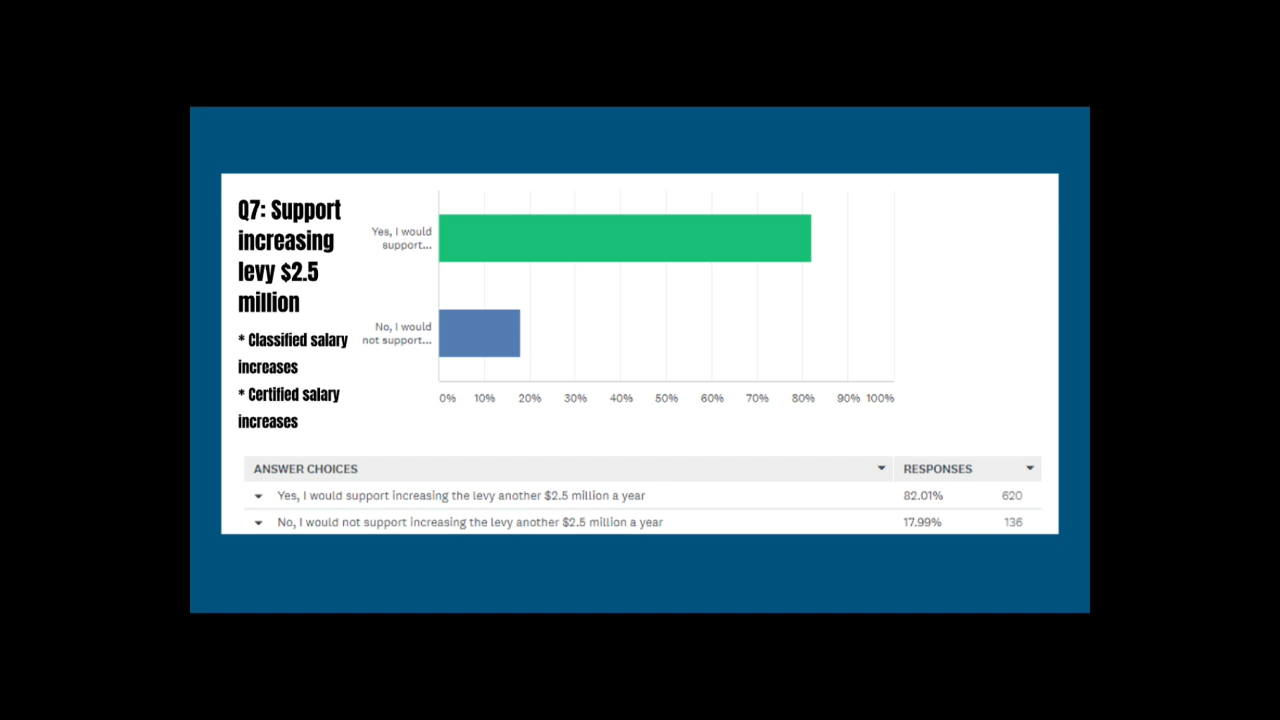 Q7: Support
increasing
levy $2.5
million
* Classified salary
increases
* Certified salary
increases
Yes, I would
support...
No, I would
not support...
0% 10% 20% 30% 40% 50% 60% 70% 80% 90% 100%
ANSWER CHOICES RESPONSES
Yes, I would support increasing the levy another $2.5 million a year 82.01% 620
No, I would not support increasing the levy another $2.5 million a year 17.99% 136